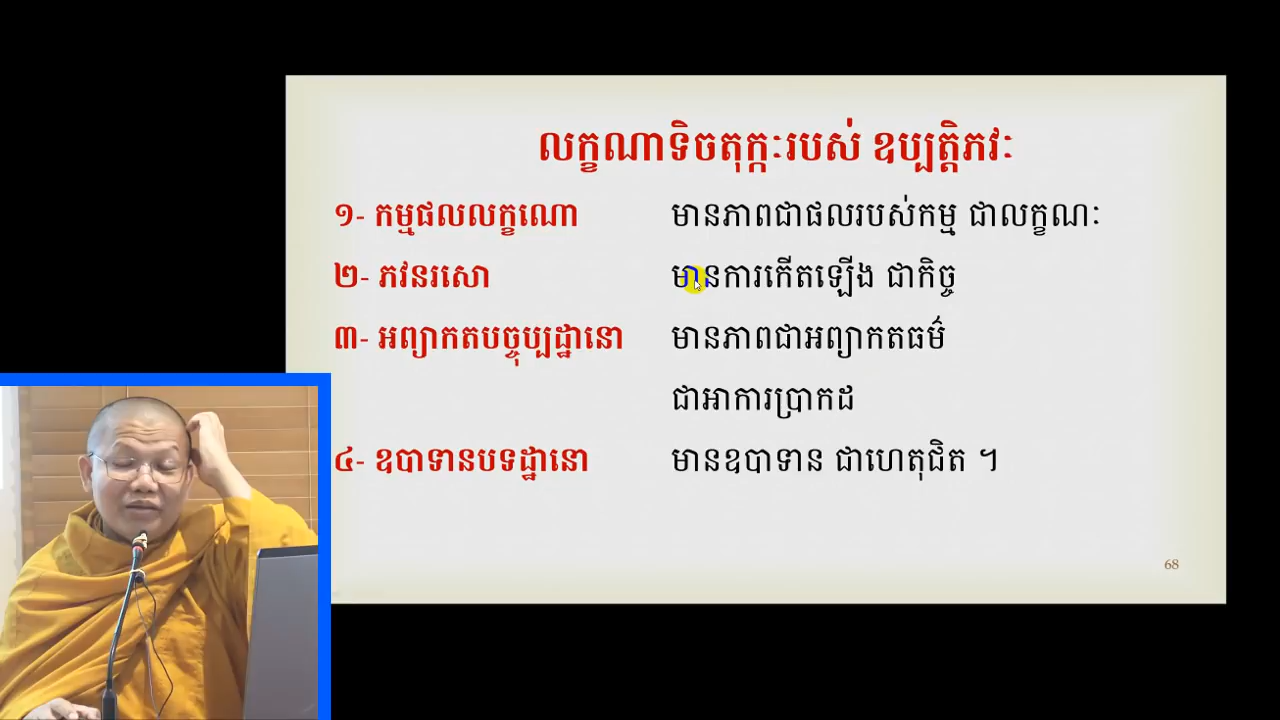 លក្ខណាទិចតុក្កៈរបស់ ឧប្បត្តិភវៈ
១- កម្មផលលក្ខណោ មានភាពជាផលរបស់កម្ម ជាលក្ខណៈ
២- ភវនរសោ មានការកើតឡើង ជាកិច្ច
៣- អព្យាកតបច្ចុប្បដ្ឋានោ មានភាពជាអព្យាកតធម៌
ជាអាការប្រាកដ
៤- ឧបាទានបទដ្ឋានោ មានឧបាទាន ជាហេតុជិត ។
68